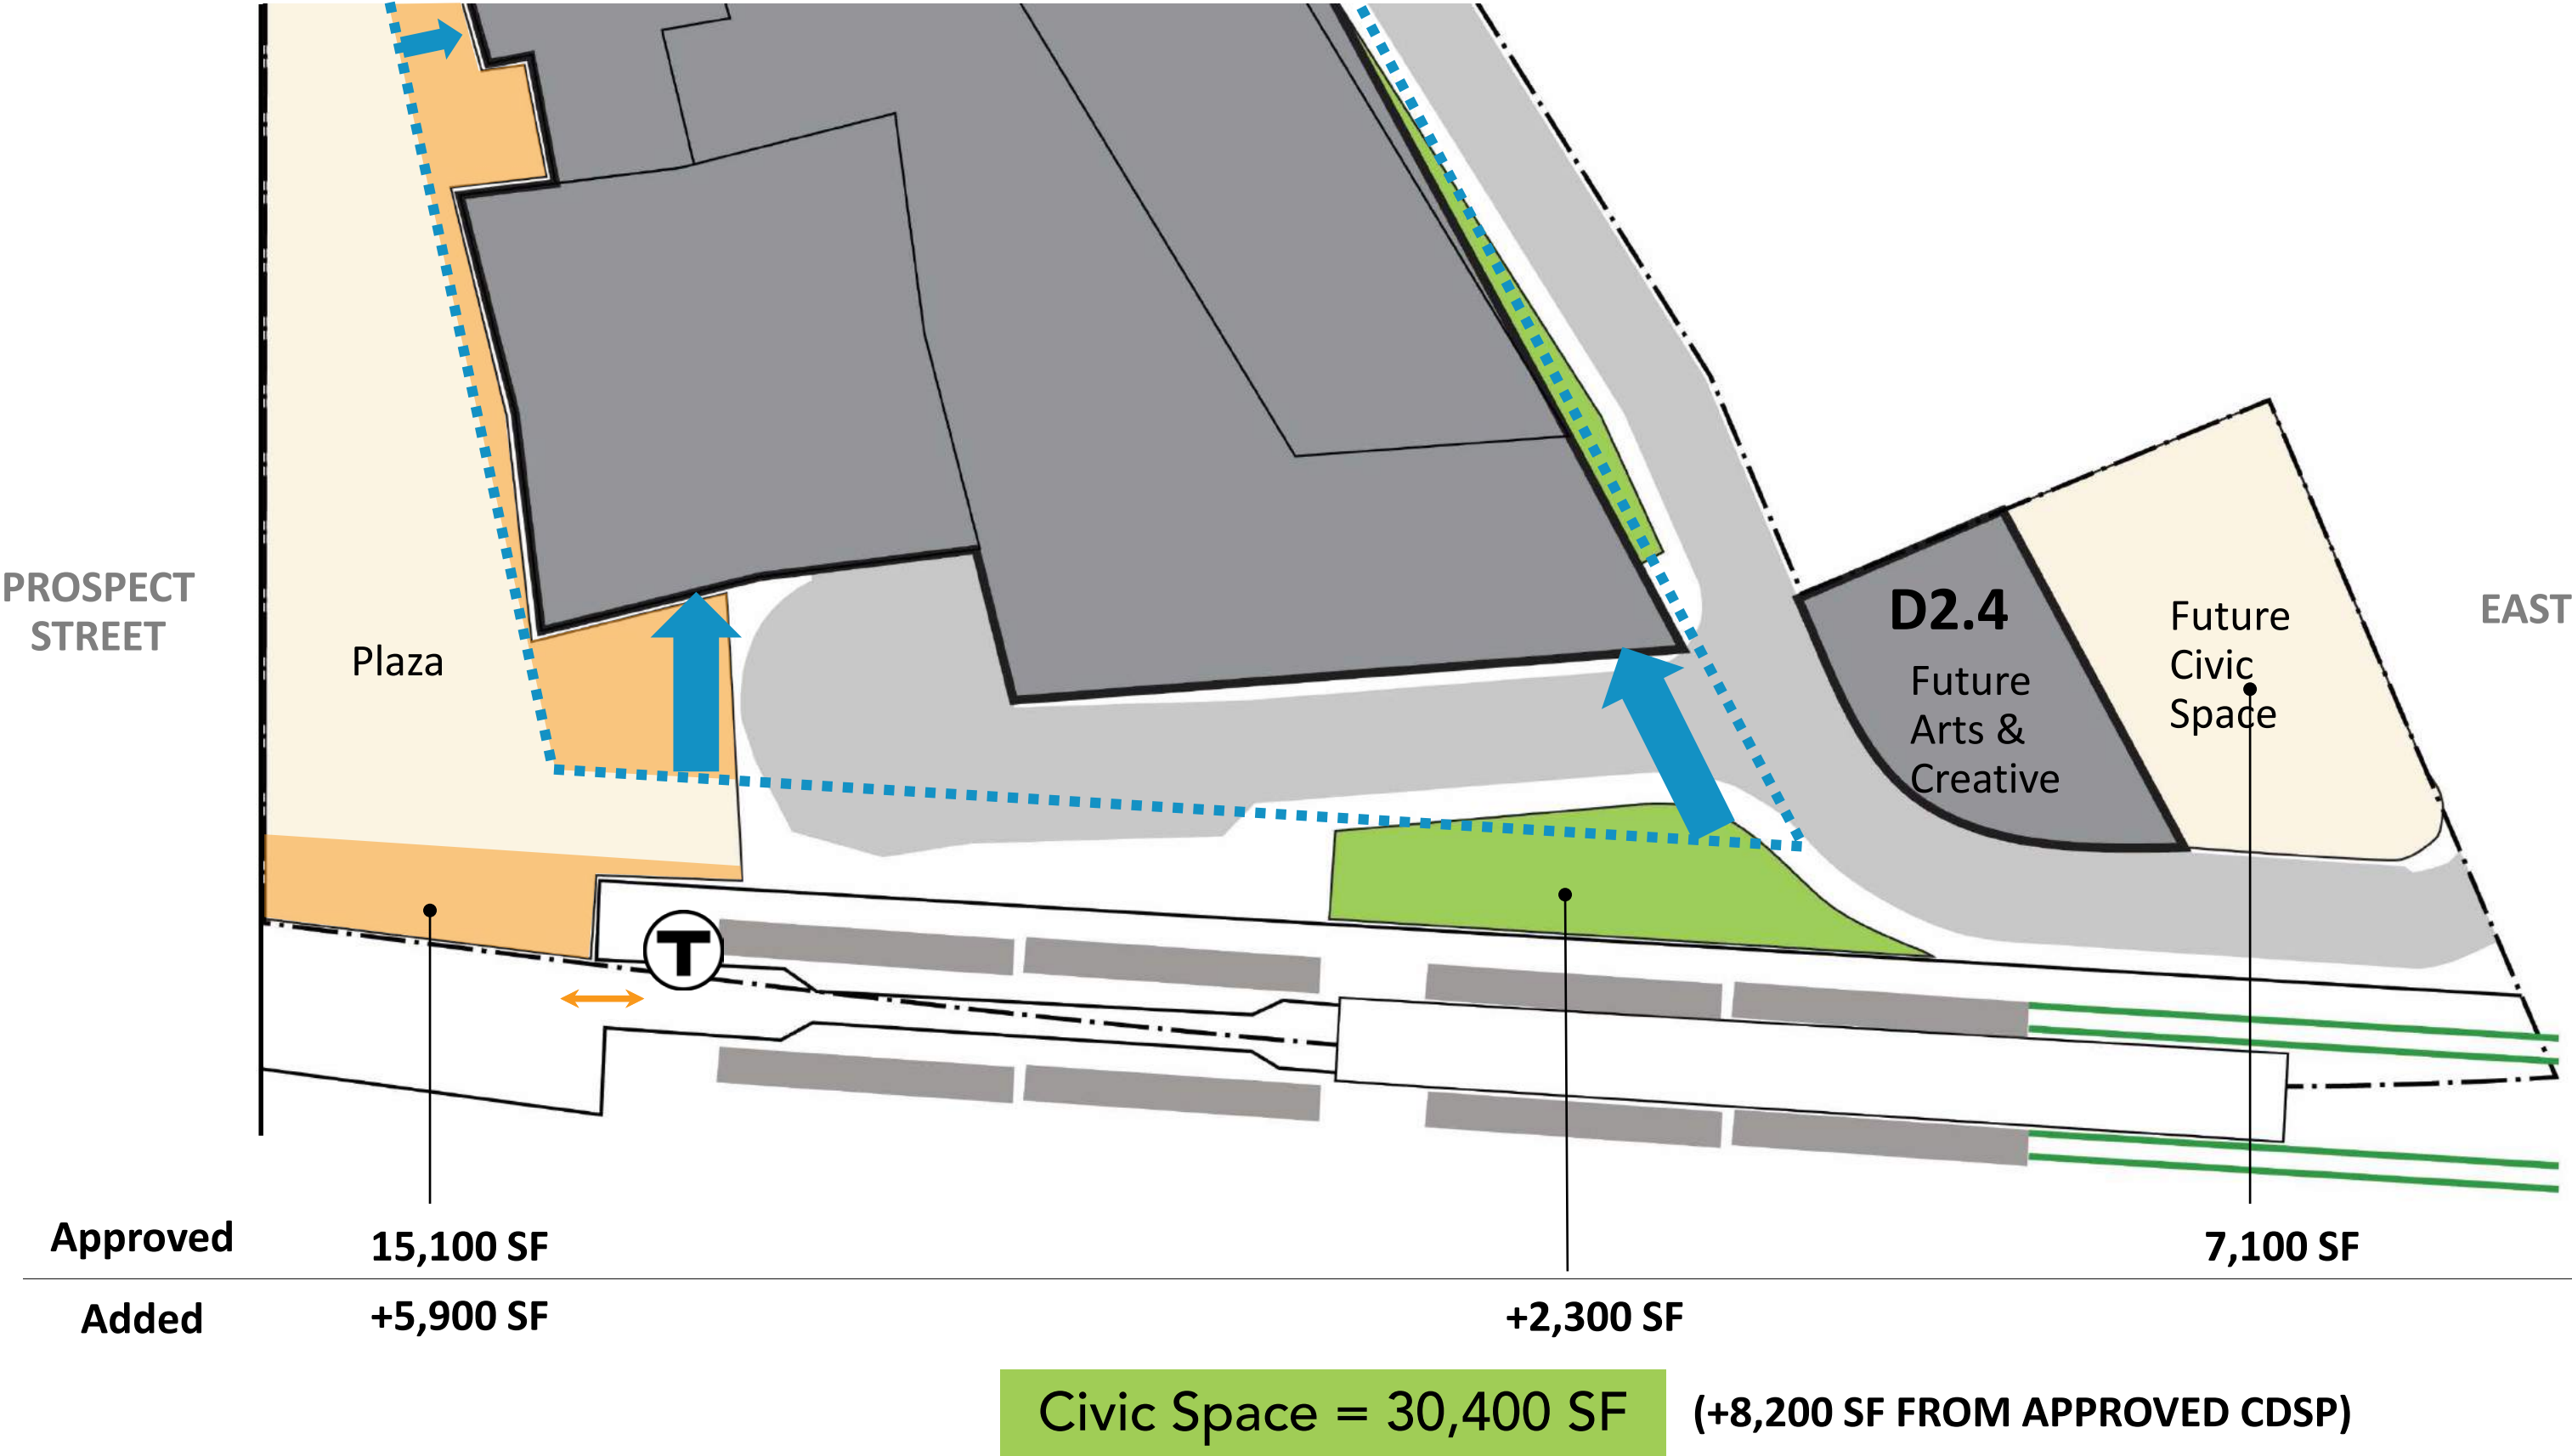 PROSPECT
STREET
Plaza
D2.4
Future
Arts &
Creative
Future
Civic
Space
EAST
T
Approved
15,100 SF
7,100 SF
Added
+5,900 SF
+2,300 SF
Civic Space = 30,400 SF
(+8,200 SF FROM APPROVED CDSP)